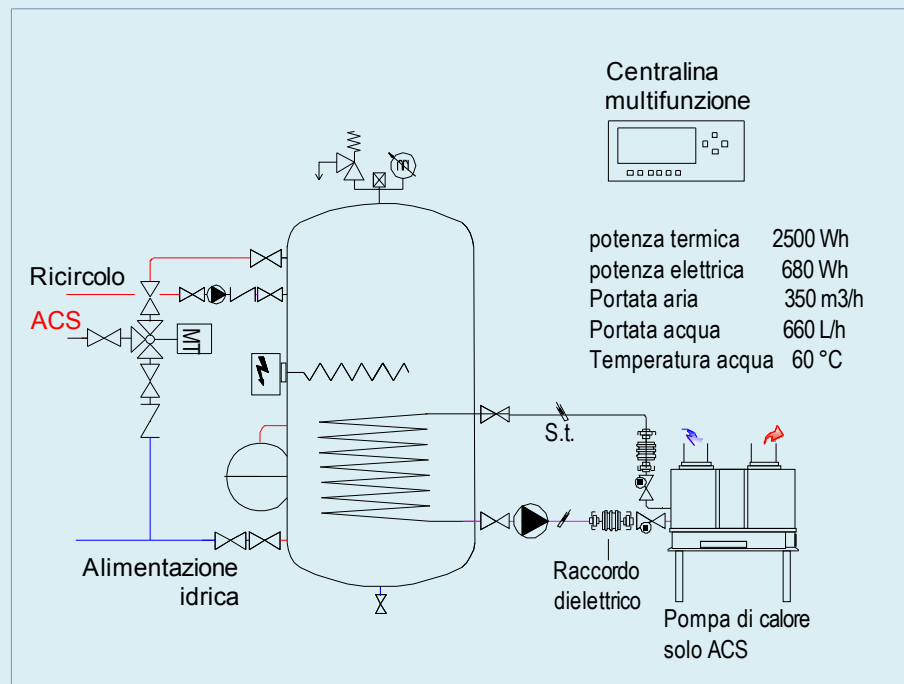 Centralina
multifunzione
potenza termica 2500 Wh
potenza elettrica 680 Wh
Portata aria 350 m3/h
Portata acqua 660 L/h
Temperatura acqua 60 °C
Ricircolo
ACS
MT
m
S.t.
Alimentazione
idrica
Raccordo
dielettrico
Pompa di calore
solo ACS